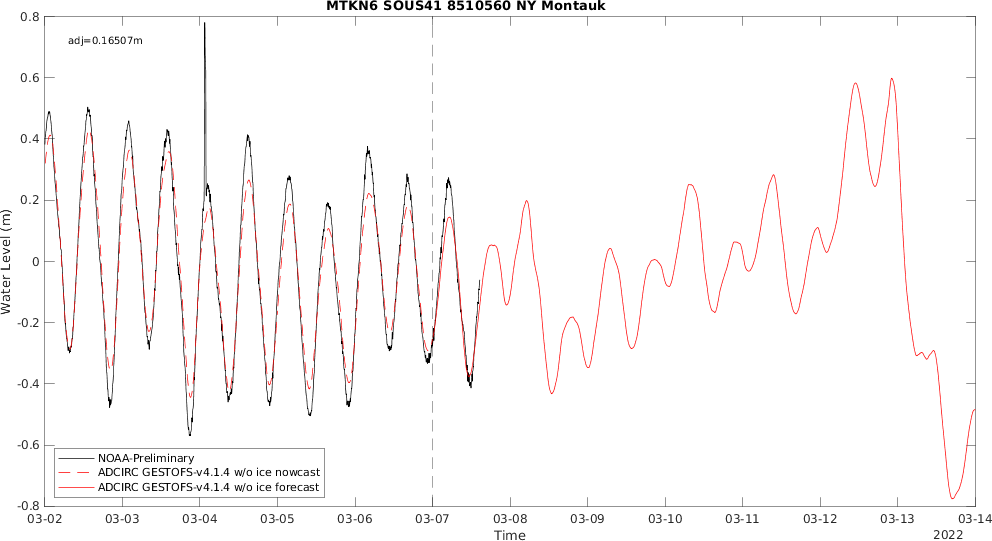 MTKN6 SOUS41 8510560 NY Montauk
adj=0.16507m
0.8
0.6
0.4
0.2
0
-0.2
-0.4
-0.6
-0.8
Water Level (m)
NOAA-Preliminary
ADCIRC GESTOFS-v4.1.4 w/o ice nowcast
ADCIRC GESTOFS-v4.1.4 w/o ice forecast
03-02 03-03 03-04 03-05 03-06 03-07 03-08 03-09 03-10 03-11 03-12 03-13 03-14
Time
2022